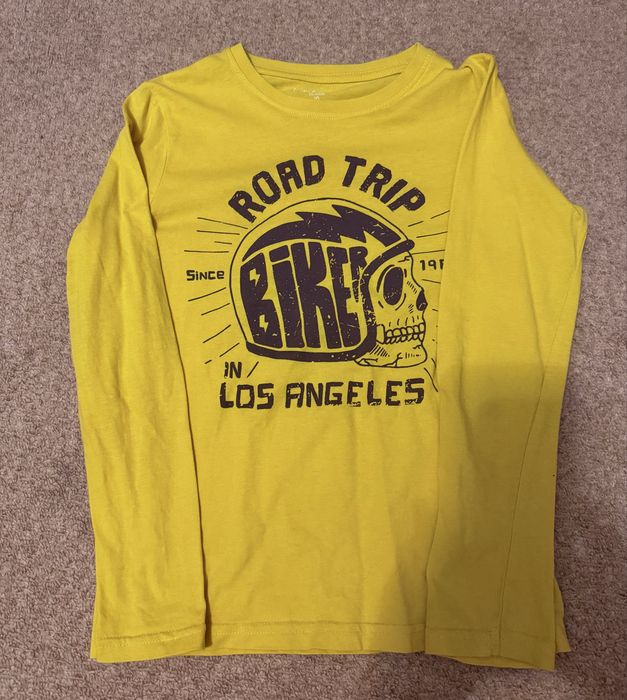 ROAD TRIP
Since
BIKER
IN
LOS ANGELES